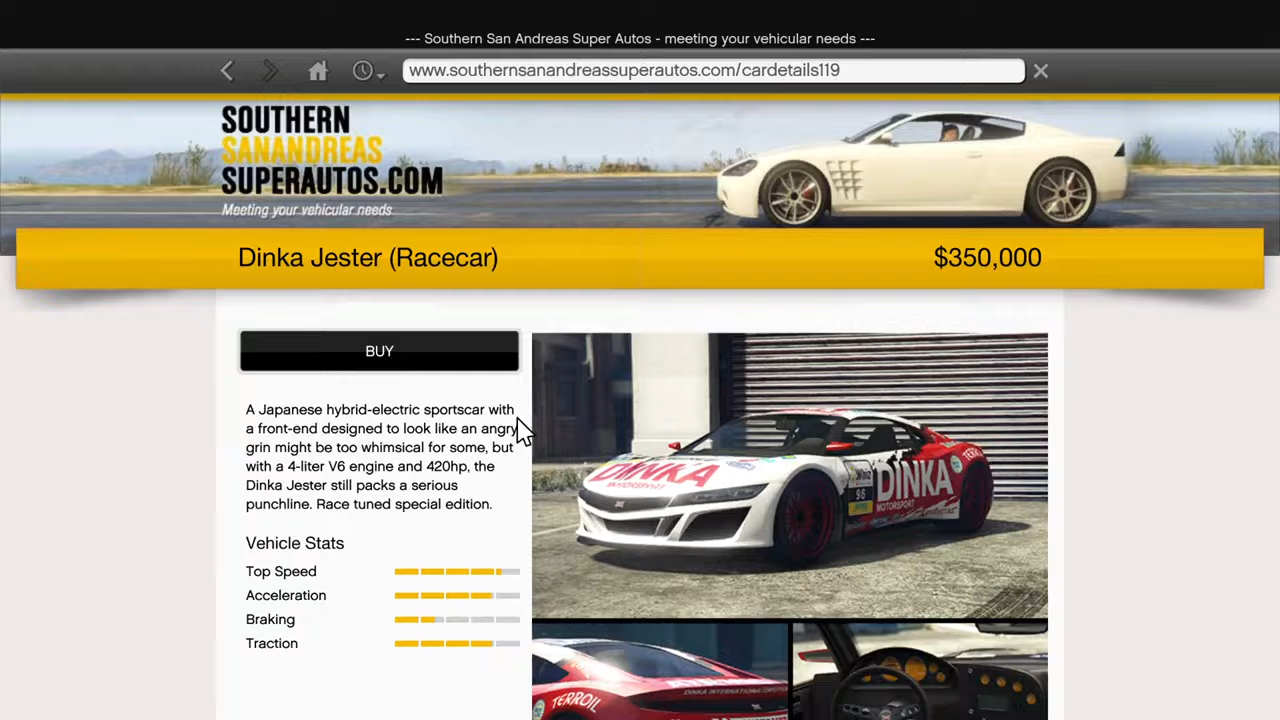 --- Southern San Andreas Super Autos - meeting your vehicular needs ---
www.southernsanandreassuperautos.com/cardetails119
SOUTHERN
SANANDREAS
SUPERAUTOS.COM
Meeting your vehicular needs
Dinka Jester (Racecar)
$350,000
BUY
A Japanese hybrid-electric sportscar with
a front-end designed to look like an angry
grin might be too whimsical for some, but
with a 4-liter V6 engine and 420hp, the
Dinka Jester still packs a serious
punchline. Race tuned special edition.
Vehicle Stats
Top Speed
Acceleration
Braking
Traction
DINKA
MOTORSPORT
96
DINKA
MOTORSPORT
TERROIL